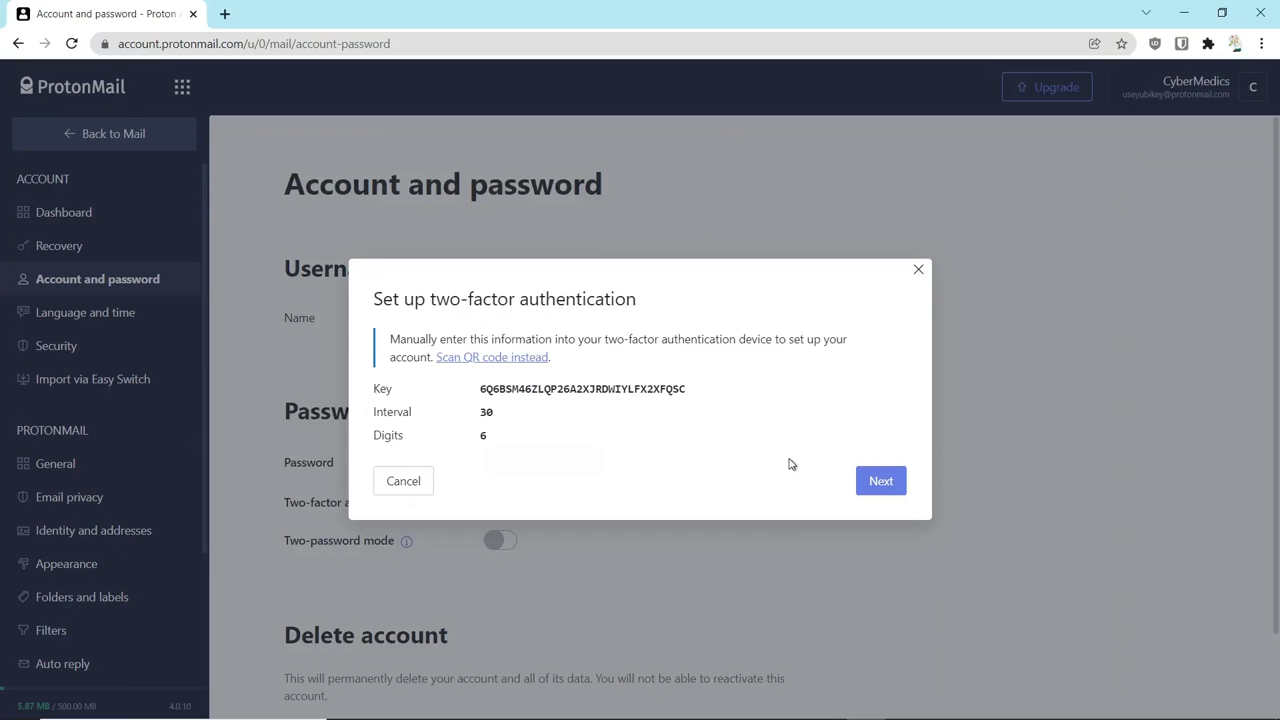 Account and password - Proton
account.protonmail.com/u/0/mail/account-password
ProtonMail
Upgrade
CyberMedics
useyubikey@protonmail.com
C
Back to Mail
ACCOUNT
Dashboard
Recovery
Account and password
Language and time
Security
Import via Easy Switch
PROTONMAIL
General
Email privacy
Identity and addresses
Appearance
Folders and labels
Filters
Auto reply
5.87 MB / 500.00 MB
4.0.10
Account and password
Usern
Name
Passw
Password
Two-factor a
Two-password mode
Delete account
This will permanently delete your account and all of its data. You will not be able to reactivate this
account.
Set up two-factor authentication
Manually enter this information into your two-factor authentication device to set up your
account. Scan QR code instead.
Key 6Q6BSM46ZLQP26A2XJRDWIYLFX2XFQSC
Interval 30
Digits 6
Cancel
Next